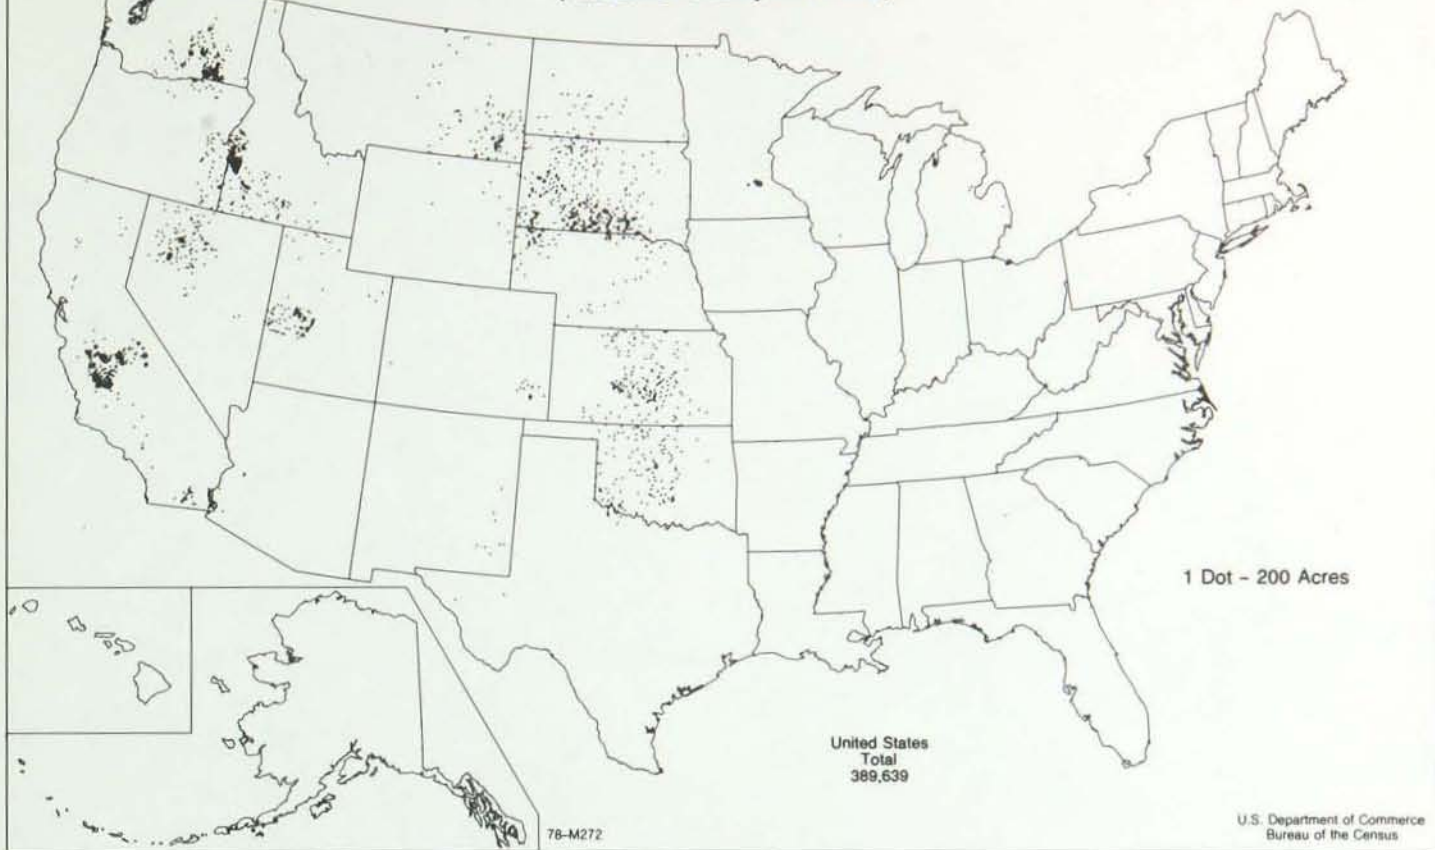 1 Dot – 200 Acres
United States
Total
389,639
78-M272
U.S. Department of Commerce
Bureau of the Census